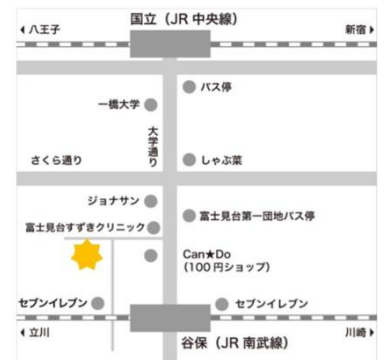 国立（JR 中央線）
八王子
新宿
バス停
一橋大学
大学通り
さくら通り
しゃぶ菜
ジョナサン
富士見台第一団地バス停
富士見台すずきクリニック
Can★Do
（100 円ショップ）
セブンイレブン
セブンイレブン
立川
川崎
谷保（JR 南武線）